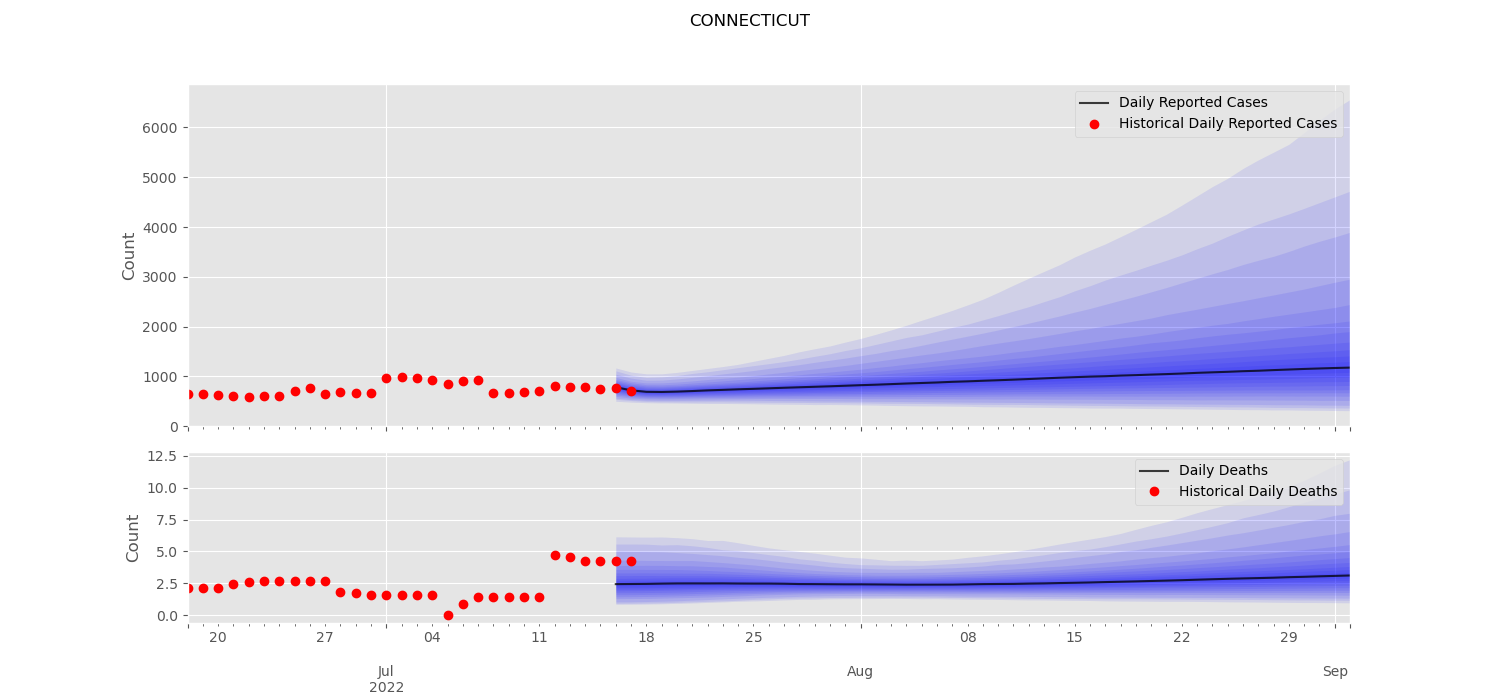 CONNECTICUT
Daily Reported Cases
Historical Daily Reported Cases
6000
5000
4000
3000
2000
1000
0
Count
Daily Deaths
Historical Daily Deaths
12.5
10.0
7.5
5.0
2.5
0.0
Count
20 27 04 11 18 25 08 15 22 29
Jul Aug Sep
2022